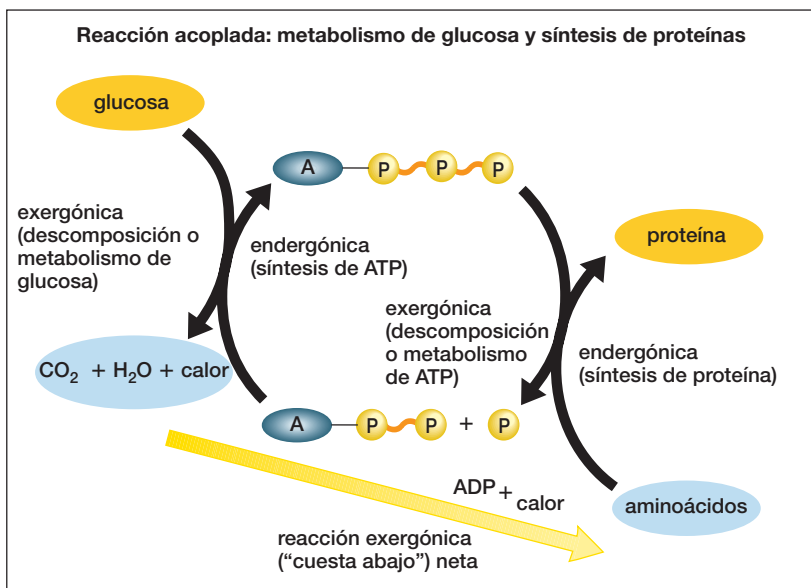 Reacción acoplada: metabolismo de glucosa y síntesis de proteínas
glucosa
A P P P
exergónica
(descomposición o
metabolismo de
glucosa)
endergónica
(síntesis de ATP)
proteína
exergónica
(descomposición
o metabolismo
de ATP)
endergónica
(síntesis de proteína)
CO₂ + H₂O + calor
A P P + P
ADP + calor
aminoácidos
reacción exergónica
(“cuesta abajo”) neta